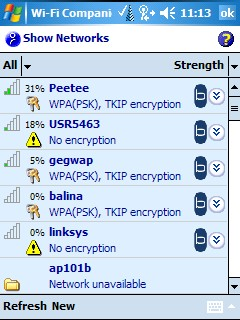 Wi-Fi Compani 11:13 ok
Show Networks
All Strength
31% Peetee
WPA(PSK), TKIP encryption
18% USR5463
No encryption
5% gegwap
WPA(PSK), TKIP encryption
0% balina
WPA(PSK), TKIP encryption
0% linksys
No encryption
ap101b
Network unavailable
Refresh New